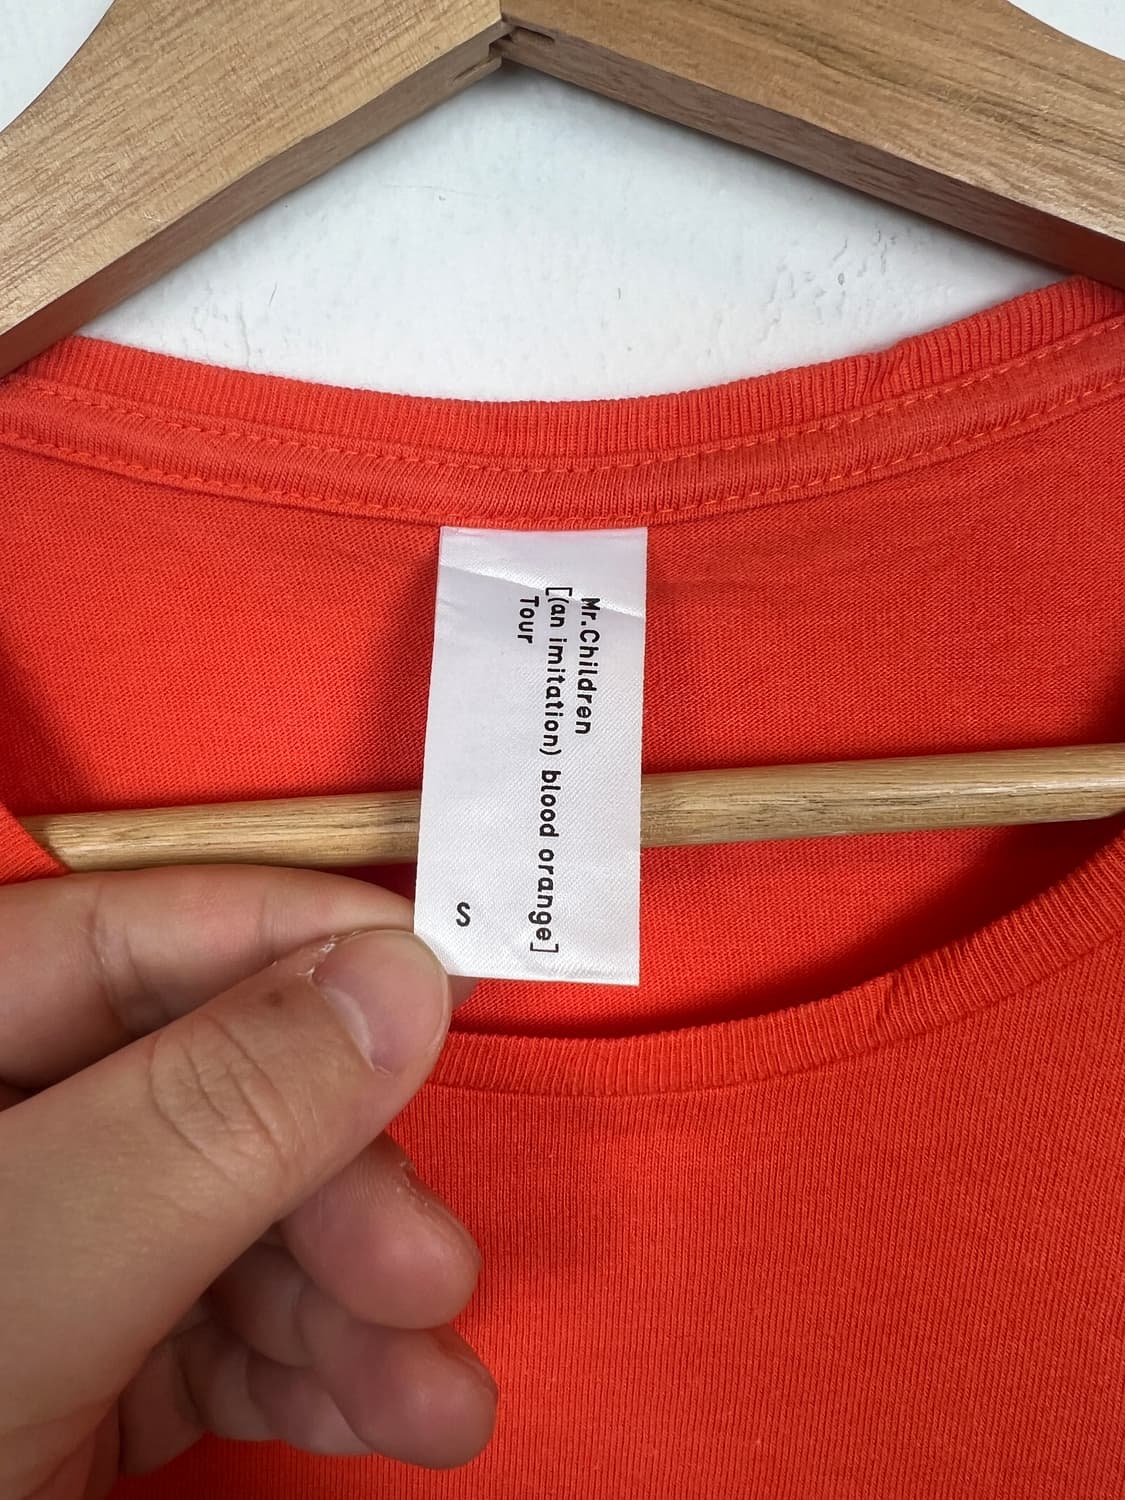 Mr.Children
[(an imitation) blood orange]
Tour
S